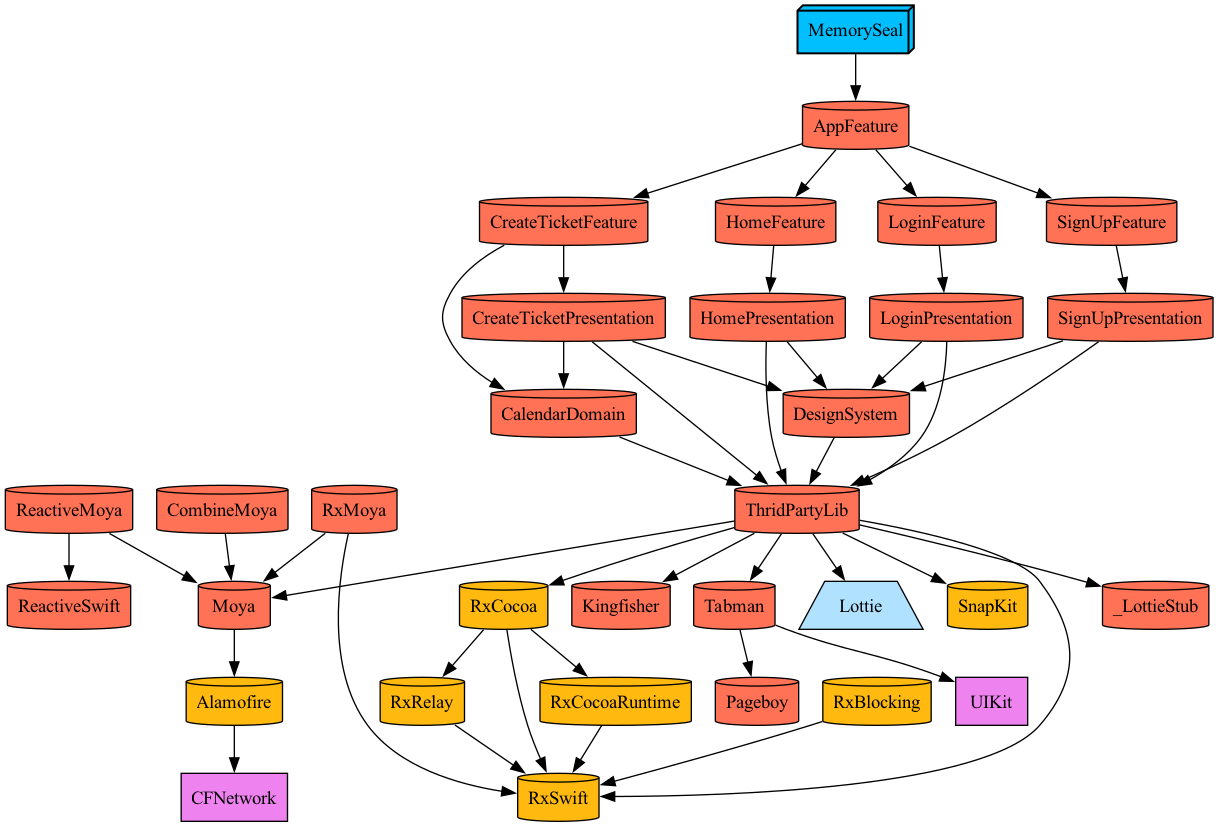 MemorySeal
AppFeature
CreateTicketFeature
HomeFeature
LoginFeature
SignUpFeature
CreateTicketPresentation
HomePresentation
LoginPresentation
SignUpPresentation
CalendarDomain
DesignSystem
ReactiveMoya
CombineMoya
RxMoya
ThridPartyLib
ReactiveSwift
Moya
RxCocoa
Kingfisher
Tabman
Lottie
SnapKit
_LottieStub
Alamofire
RxRelay
RxCocoaRuntime
Pageboy
RxBlocking
UIKit
CFNetwork
RxSwift